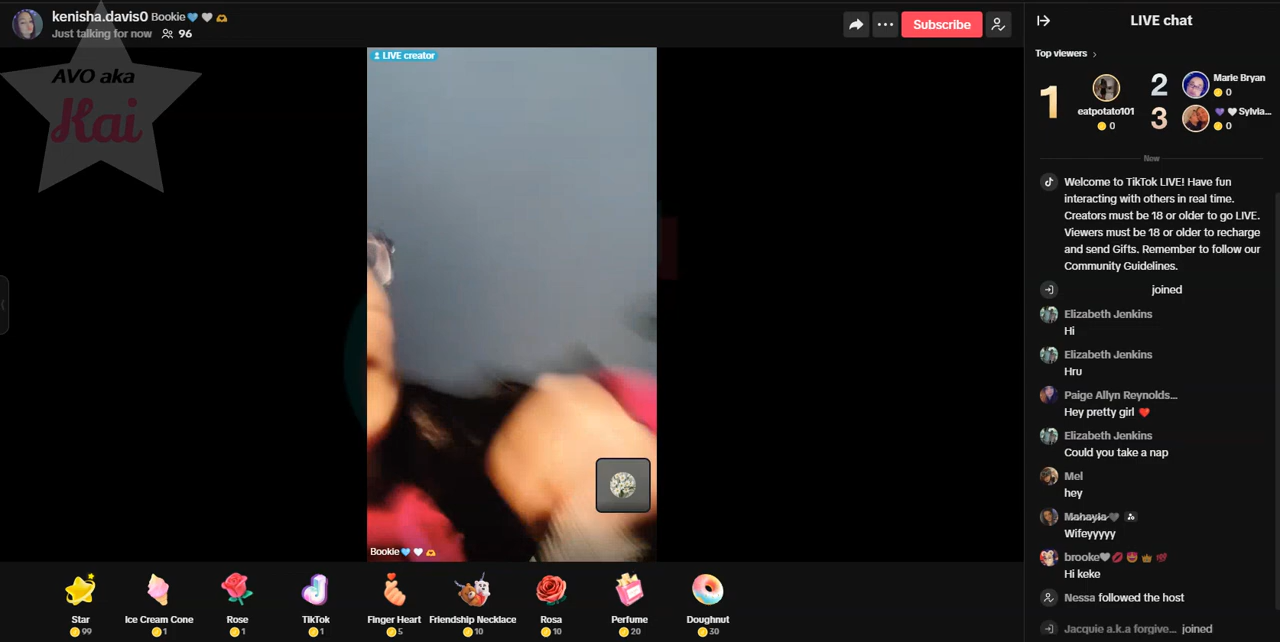 kenisha.davis0 Bookie🩵🤍🫶
Just talking for now 96
Subscribe
LIVE chat
AVO aka
Kai
LIVE creator
Top viewers
1
eatpotato101
0
2
Marie Bryan
0
3
💜🤍Sylvia...
0
New
Welcome to TikTok LIVE! Have fun
interacting with others in real time.
Creators must be 18 or older to go LIVE.
Viewers must be 18 or older to recharge
and send Gifts. Remember to follow our
Community Guidelines.
joined
Elizabeth Jenkins
Hi
Elizabeth Jenkins
Hru
Paige Allyn Reynolds...
Hey pretty girl ❤️
Elizabeth Jenkins
Could you take a nap
Mel
hey
Mahayla🖤
Wifeyyyyy
brooke
Hi keke
Nessa followed the host
Jacquie a.k.a forgive... joined
Bookie🩵🤍🫶
Star
99
Ice Cream Cone
1
Rose
1
TikTok
1
Finger Heart
5
Friendship Necklace
10
Rosa
10
Perfume
20
Doughnut
30